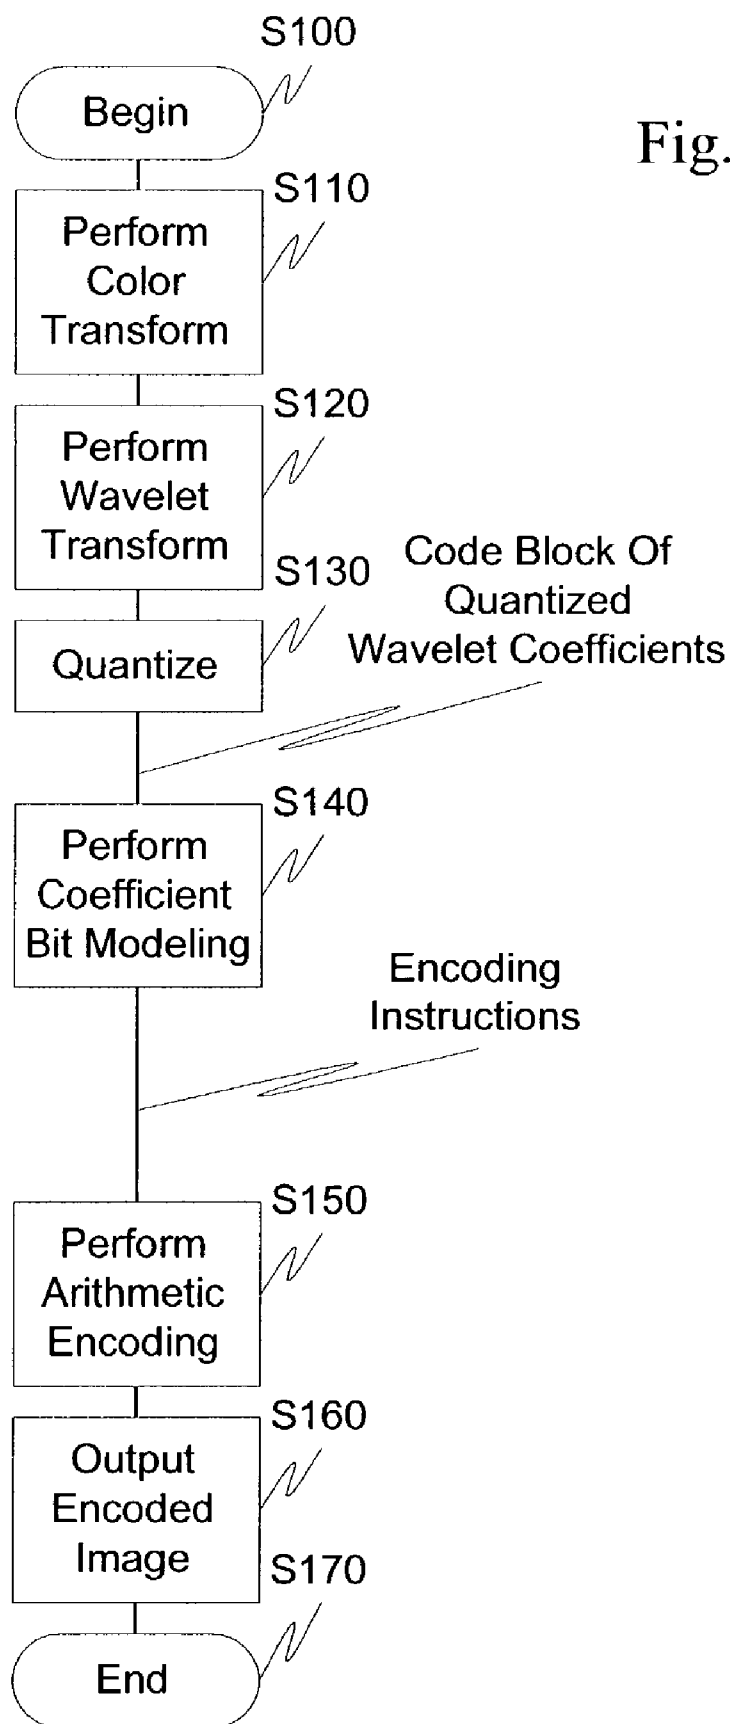 S100
Begin
Fig.
S110
Perform
Color
Transform
S120
Perform
Wavelet
Transform
Code Block Of
Quantized
Wavelet Coefficients
S130
Quantize
S140
Perform
Coefficient
Bit Modeling
Encoding
Instructions
S150
Perform
Arithmetic
Encoding
S160
Output
Encoded
Image
S170
End